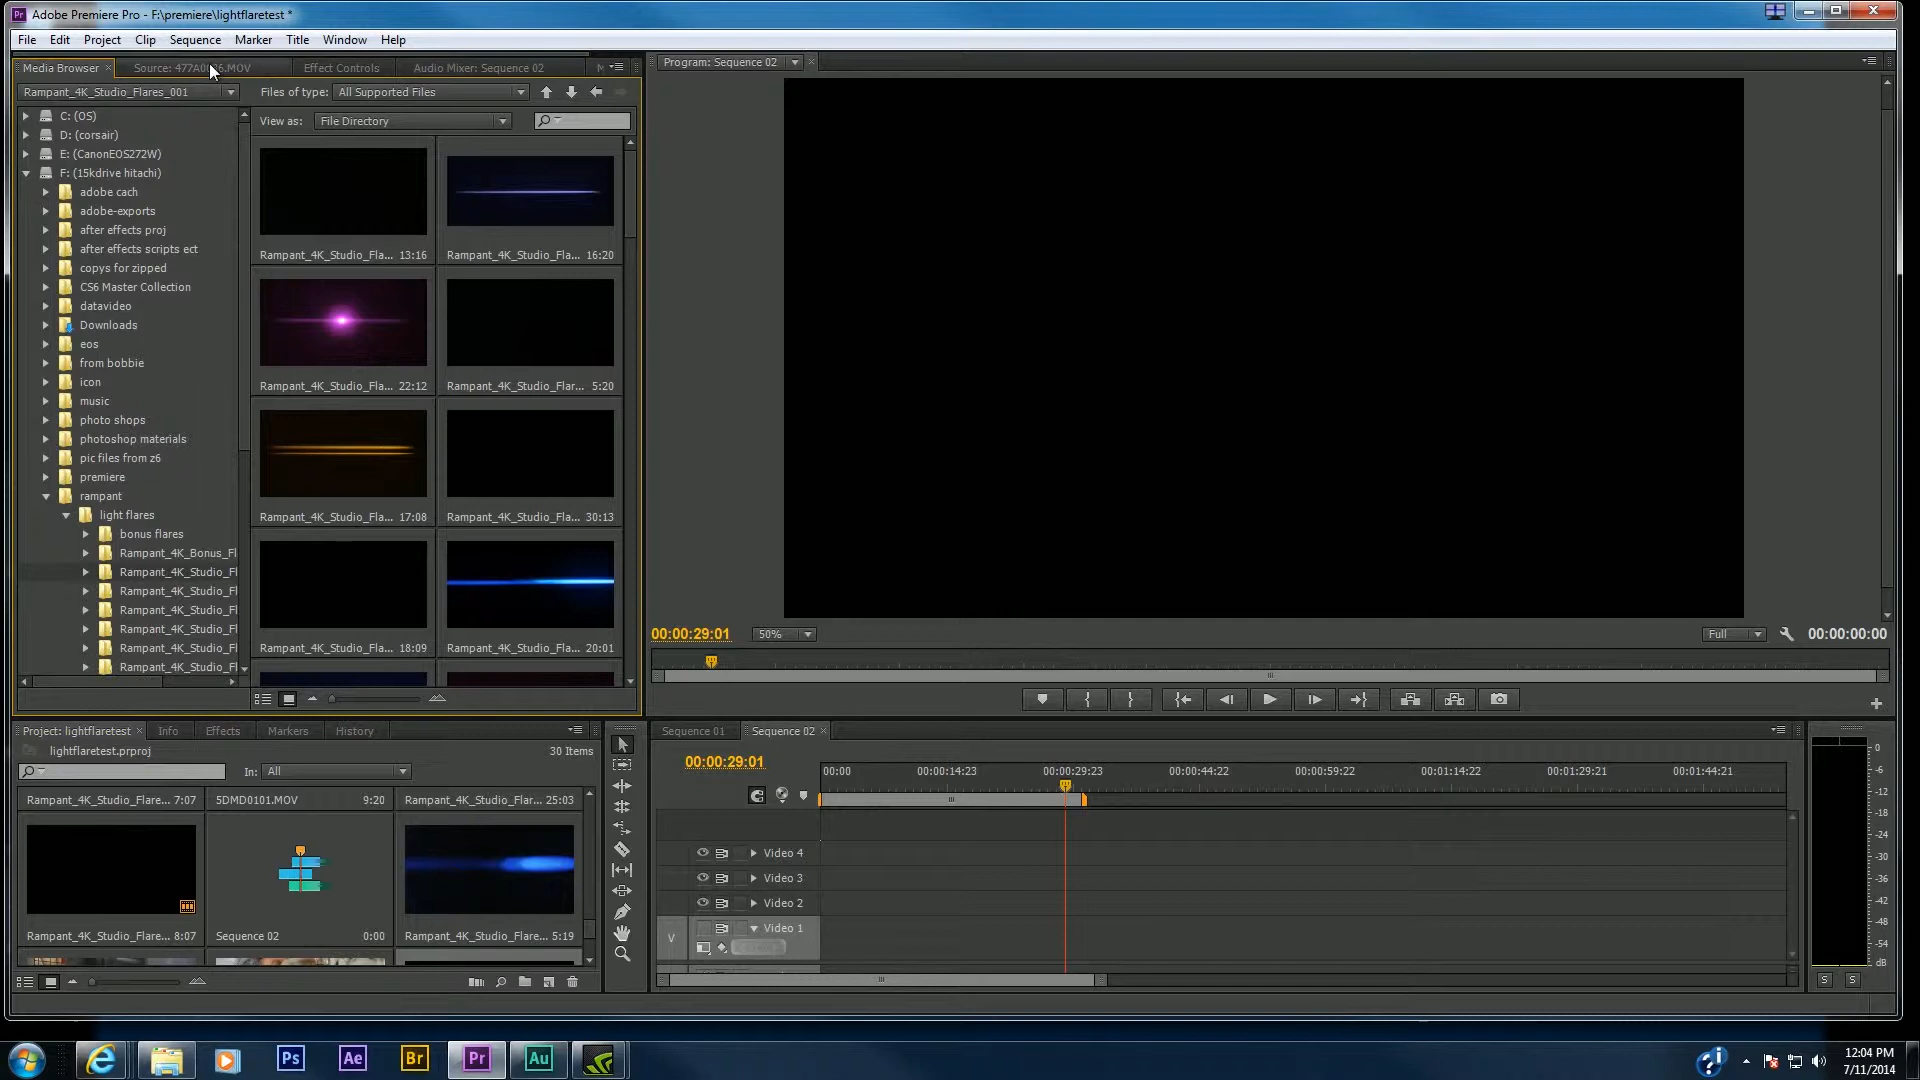 Adobe Premiere Pro - F:\premiere\lightflaretest *
File Edit Project Clip Sequence Marker Title Window Help
Media Browser × Effect Controls Audio Mixer: Sequence 02
Program: Sequence 02
Rampant_4K_Studio_Flares_001 Files of type: All Supported Files
View as: File Directory
C: (OS)
D: (corsair)
E: (CanonEOS272W)
F: (15kdrive hitachi)
adobe cach
adobe-exports
after effects proj
after effects scripts ect
copys for zipped
CS6 Master Collection
datavideo
Downloads
eos
from bobbie
icon
music
photo shops
photoshop materials
pic files from z6
premiere
rampant
light flares
bonus flares
Rampant_4K_Bonus_Fl
Rampant_4K_Studio_Fl
Rampant_4K_Studio_Fl
Rampant_4K_Studio_Fl
Rampant_4K_Studio_Fl
Rampant_4K_Studio_Fl
Rampant_4K_Studio_Fl
Rampant_4K_Studio_Fla... 13:16 Rampant_4K_Studio_Fla... 16:20
Rampant_4K_Studio_Fla... 22:12 Rampant_4K_Studio_Flar... 5:20
Rampant_4K_Studio_Fla... 17:08 Rampant_4K_Studio_Fla... 30:13
Rampant_4K_Studio_Fla... 18:09 Rampant_4K_Studio_Fla... 20:01
00:00:29:01 50% Full 00:00:00:00
Project: lightflaretest × Info Effects Markers History
lightflaretest.prproj 30 Items
In: All
Rampant_4K_Studio_Flare... 7:07 5DMD0101.MOV 9:20 Rampant_4K_Studio_Flar... 25:03
Rampant_4K_Studio_Flare... 8:07 Sequence 02 0:00 Rampant_4K_Studio_Flare... 5:19
Sequence 01 Sequence 02 ×
00:00:29:01
00:00 00:00:14:23 00:00:29:23 00:00:44:22 00:00:59:22 00:01:14:22 00:01:29:21 00:01:44:21
Video 4
Video 3
Video 2
V Video 1
0
-6
-12
-18
-24
-30
-36
-42
-48
-54
dB
S S
Ps Ae Br Pr Au
12:04 PM
7/11/2014